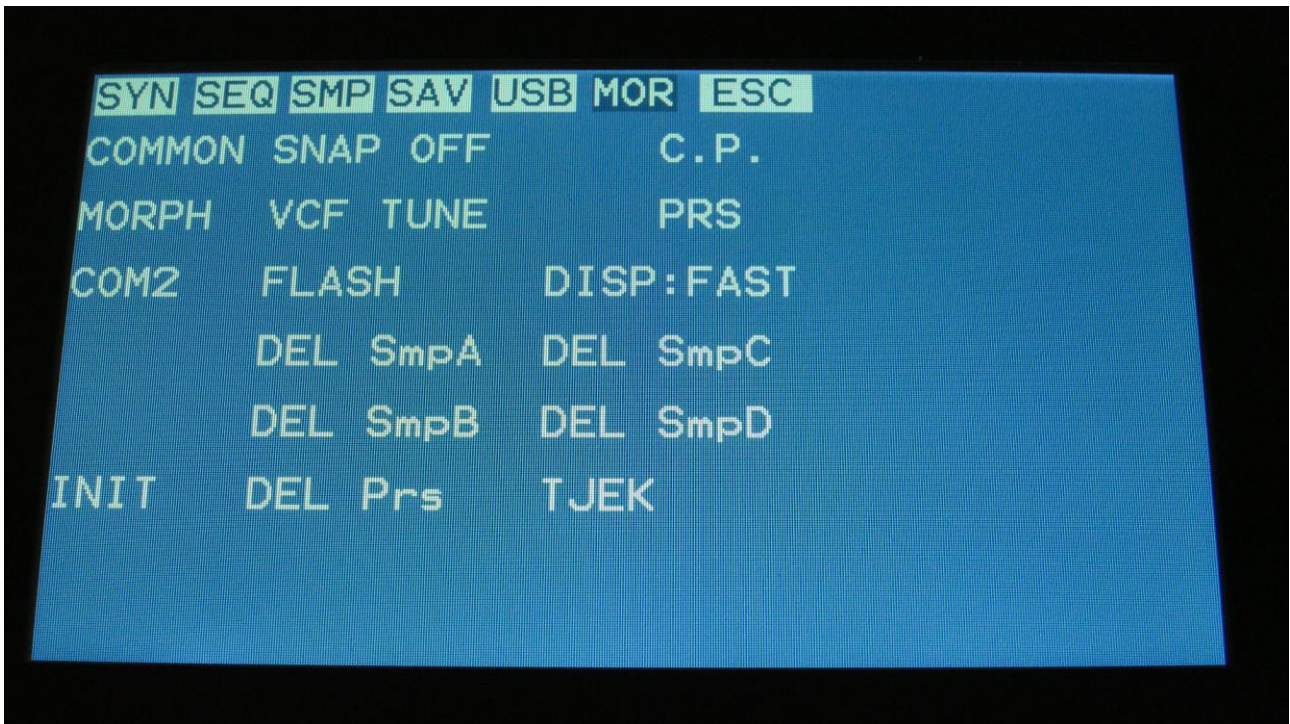 SYN SEQ SMP SAV USB MOR ESC
COMMON SNAP OFF C.P.
MORPH VCF TUNE PRS
COM2 FLASH DISP:FAST
DEL SmpA DEL SmpC
DEL SmpB DEL SmpD
INIT DEL Prs TJEK